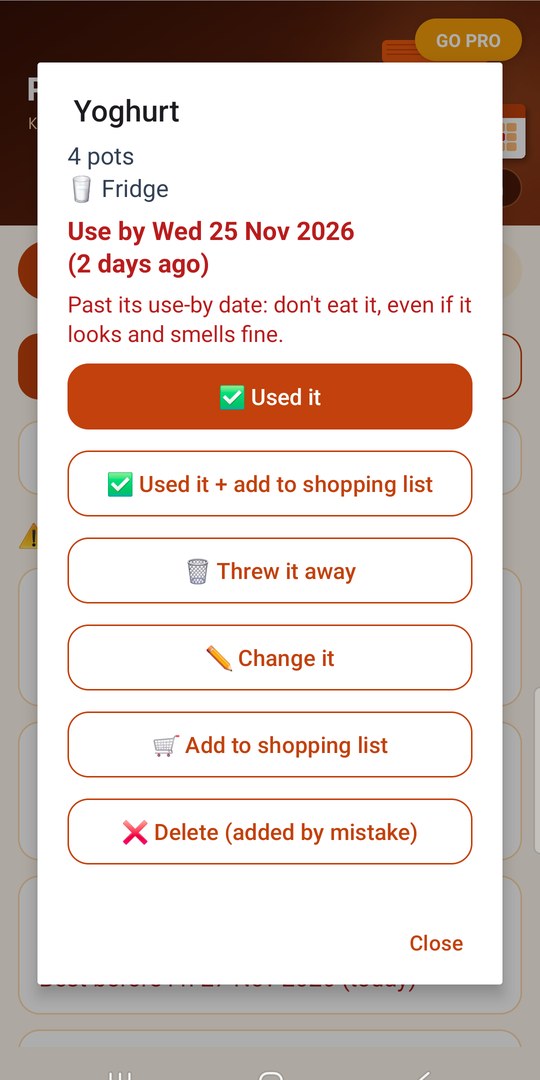 GO PRO
Yoghurt
4 pots
Fridge
Use by Wed 25 Nov 2026
(2 days ago)
Past its use-by date: don't eat it, even if it
looks and smells fine.
Used it
Used it + add to shopping list
Threw it away
Change it
Add to shopping list
Delete (added by mistake)
Close